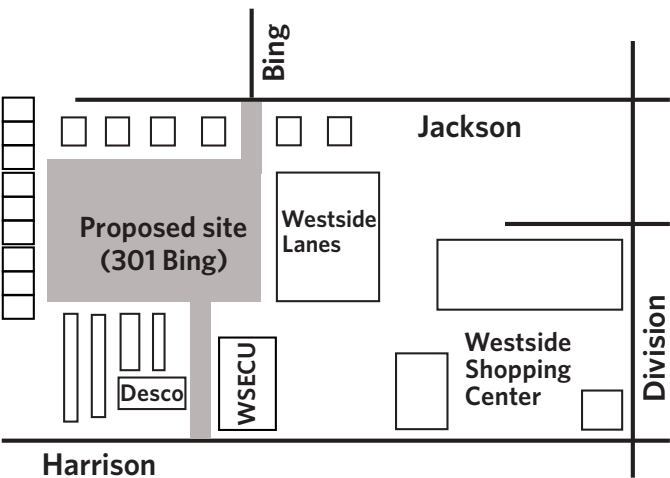 Bing
Jackson
Proposed site
(301 Bing)
Westside
Lanes
Westside
Shopping
Center
Division
Desco
WSECU
Harrison